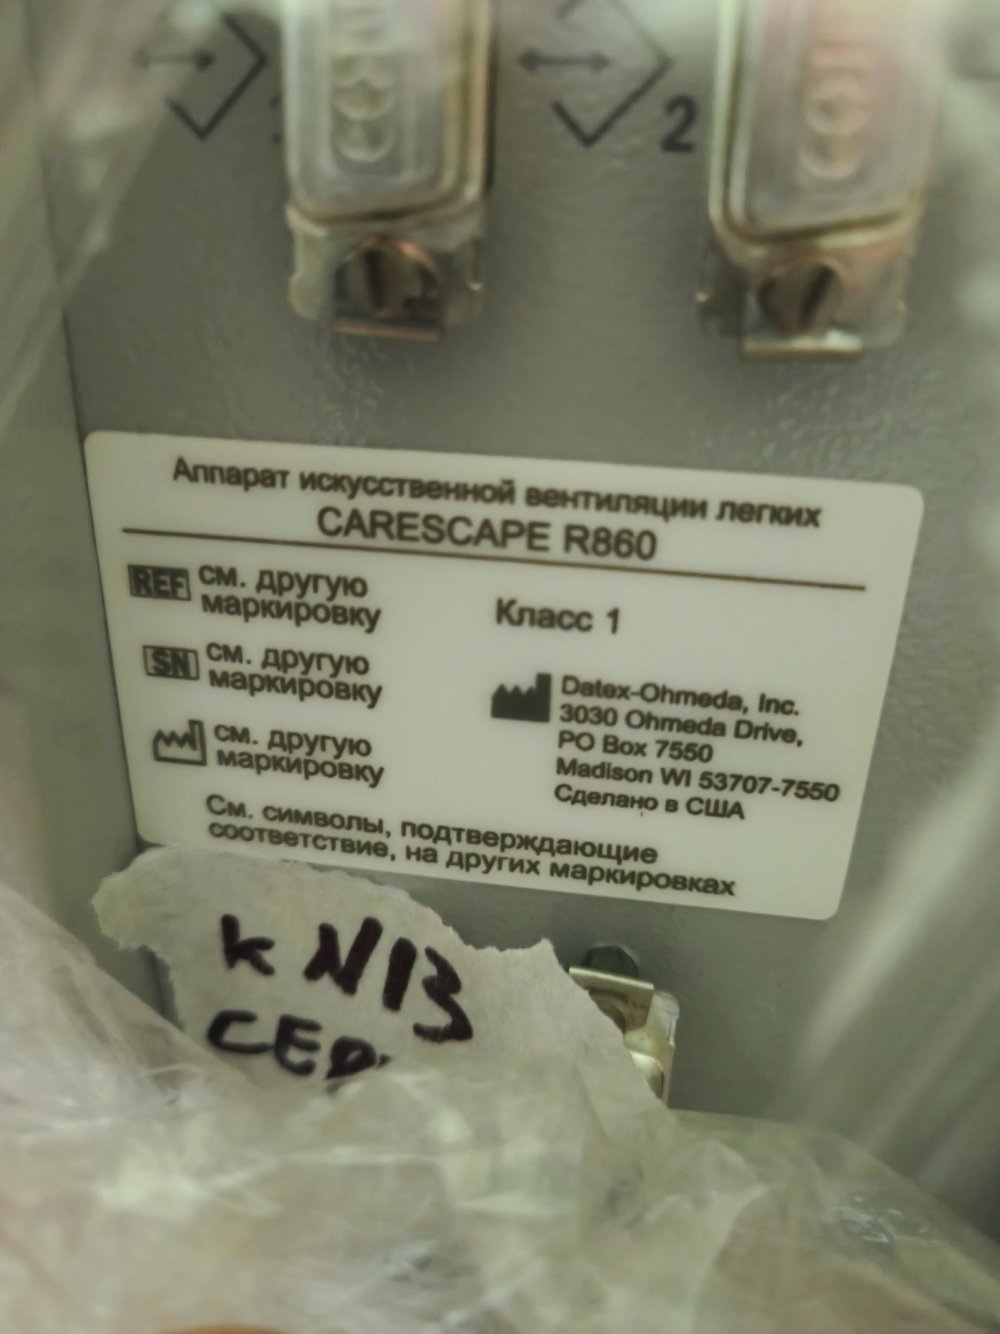 2
Аппарат искусственной вентиляции легких
CARESCAPE R860
REF см. другую
маркировку
SN см. другую
маркировку
см. другую
маркировку
Класс 1
Datex-Ohmeda, Inc.
3030 Ohmeda Drive,
PO Box 7550
Madison WI 53707-7550
Сделано в США
См. символы, подтверждающие
соответствие, на других маркировках
К N13